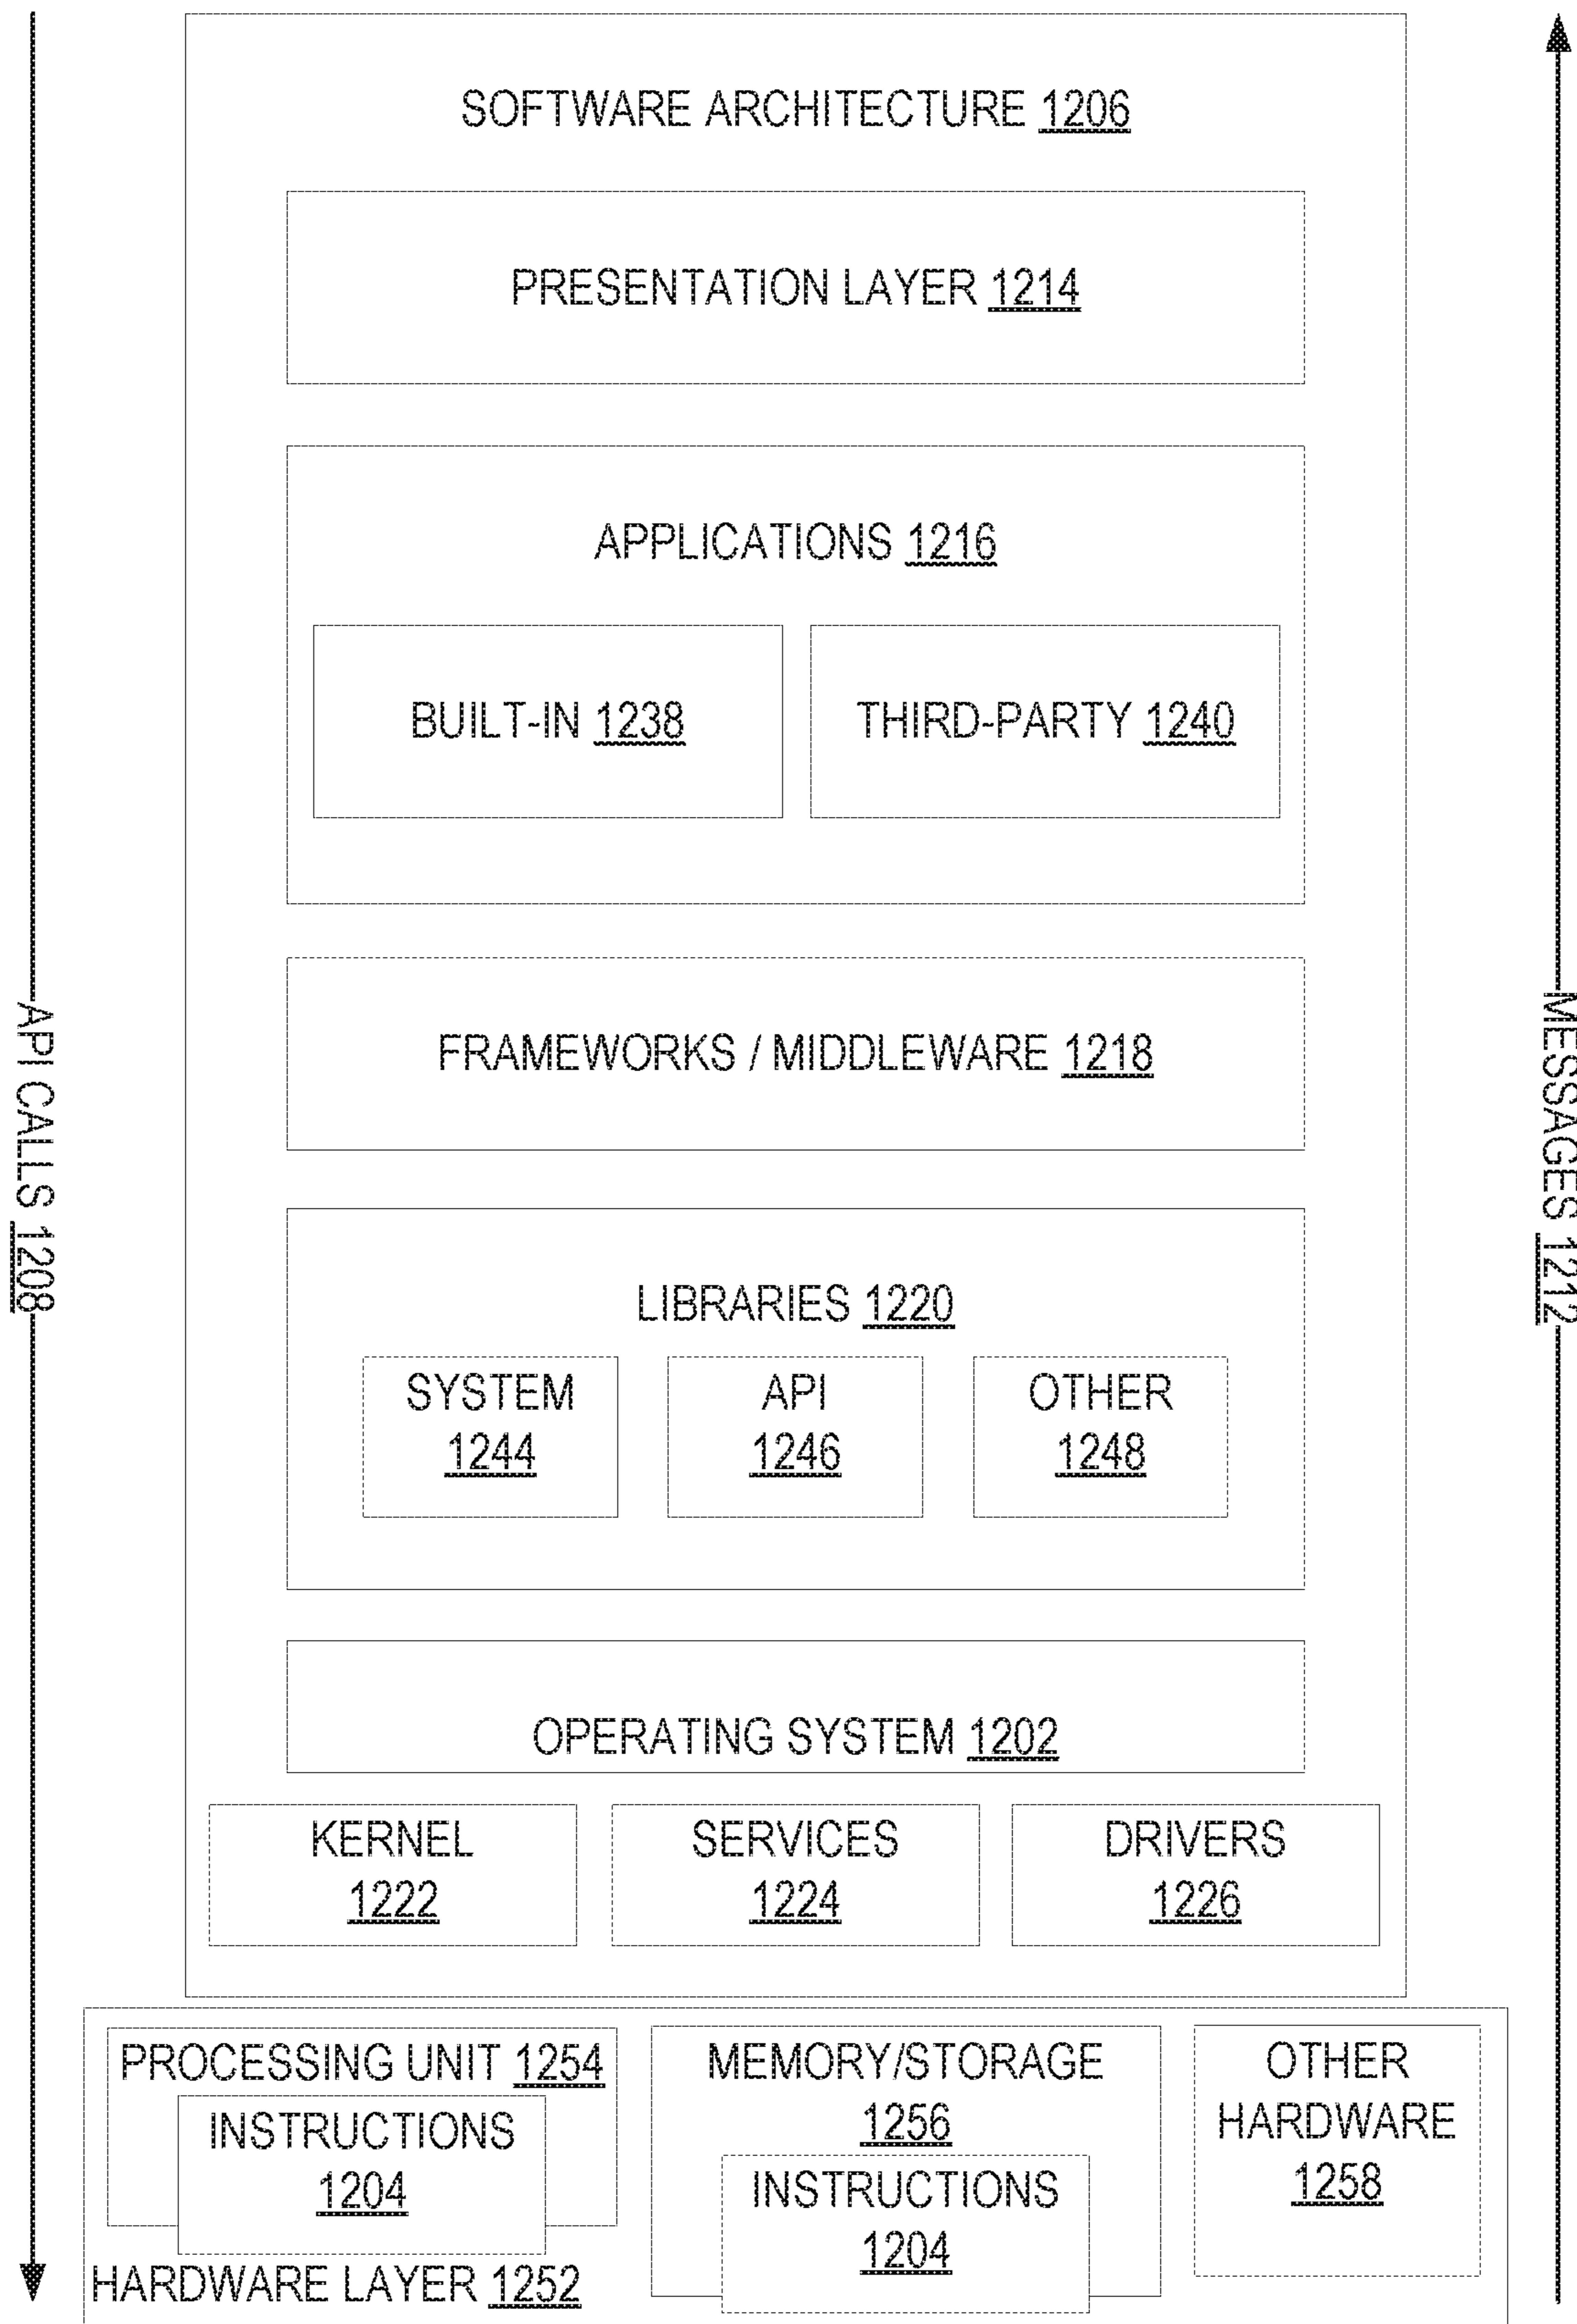 SOFTWARE ARCHITECTURE 1206
PRESENTATION LAYER 1214
APPLICATIONS 1216
BUILT-IN 1238
THIRD-PARTY 1240
FRAMEWORKS / MIDDLEWARE 1218
API CALLS 1208
MESSAGES 1212
LIBRARIES 1220
SYSTEM
1244
API
1246
OTHER
1248
OPERATING SYSTEM 1202
KERNEL
1222
SERVICES
1224
DRIVERS
1226
PROCESSING UNIT 1254
INSTRUCTIONS
1204
MEMORY/STORAGE
1256
INSTRUCTIONS
1204
OTHER
HARDWARE
1258
HARDWARE LAYER 1252